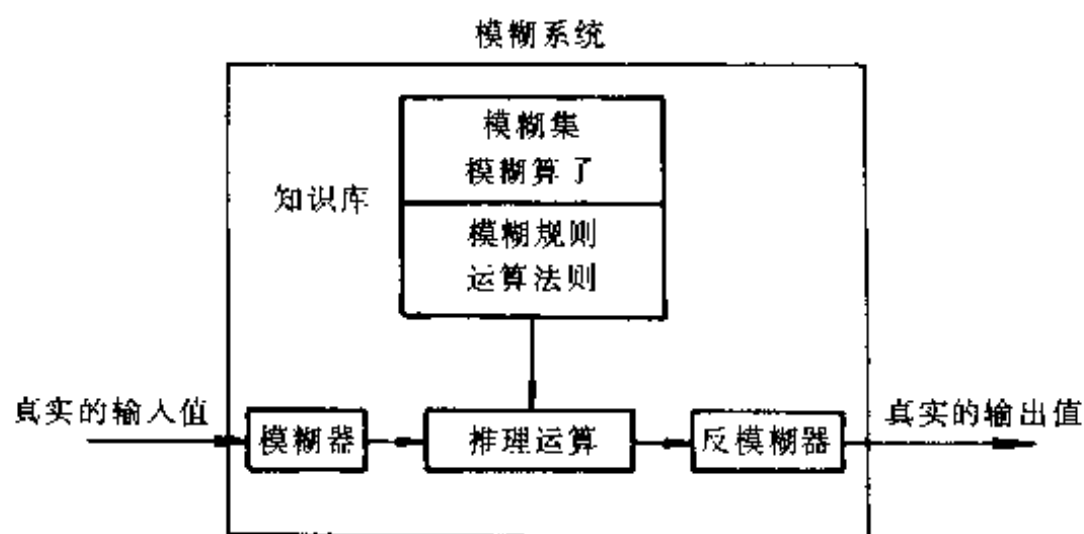 模糊系统
模糊集
模糊算子
知识库
模糊规则
运算法则
真实的输入值
模糊器
推理运算
反模糊器
真实的输出值